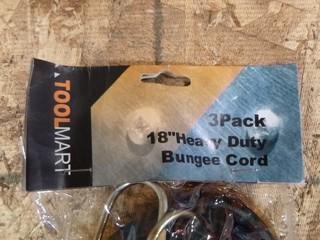 TOOLMART
3Pack
18"Heavy Duty
Bungee Cord